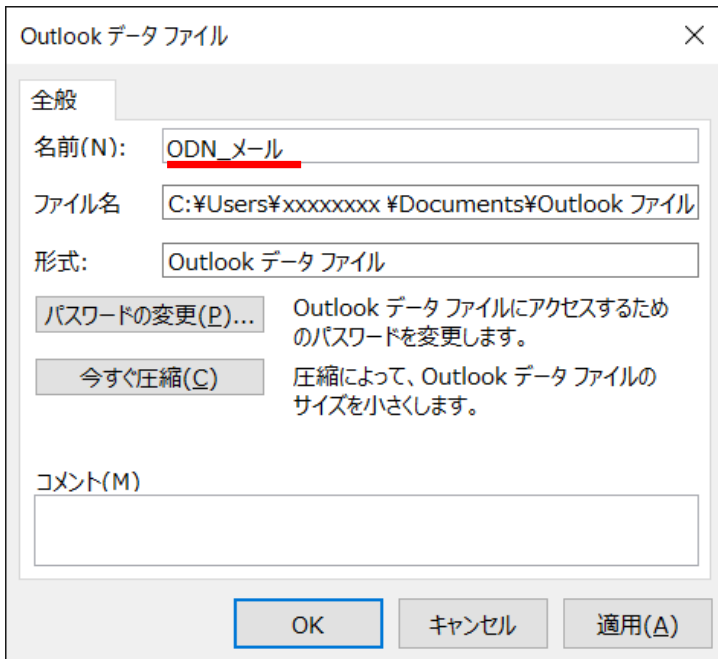 Outlook データ ファイル
全般
名前(N):
ODN_メール
ファイル名
C:¥Users¥xxxxxxxx ¥Documents¥Outlook ファイル
形式:
Outlook データ ファイル
パスワードの変更(P)...
Outlook データ ファイルにアクセスするため
のパスワードを変更します。
今すぐ圧縮(C)
圧縮によって、Outlook データ ファイルの
サイズを小さくします。
コメント(M)
OK
キャンセル
適用(A)